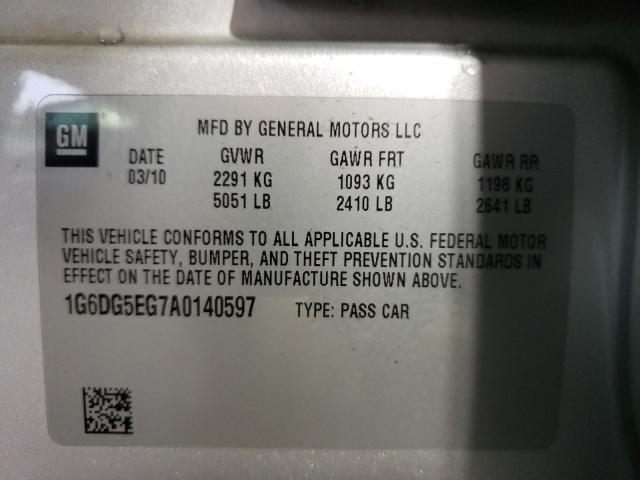 GM
MFD BY GENERAL MOTORS LLC
DATE GVWR GAWR FRT GAWR RR
03/10 2291 KG 1093 KG 1198 KG
5051 LB 2410 LB 2641 LB
THIS VEHICLE CONFORMS TO ALL APPLICABLE U.S. FEDERAL MOTOR
VEHICLE SAFETY, BUMPER, AND THEFT PREVENTION STANDARDS IN
EFFECT ON THE DATE OF MANUFACTURE SHOWN ABOVE.
1G6DG5EG7A0140597 TYPE: PASS CAR